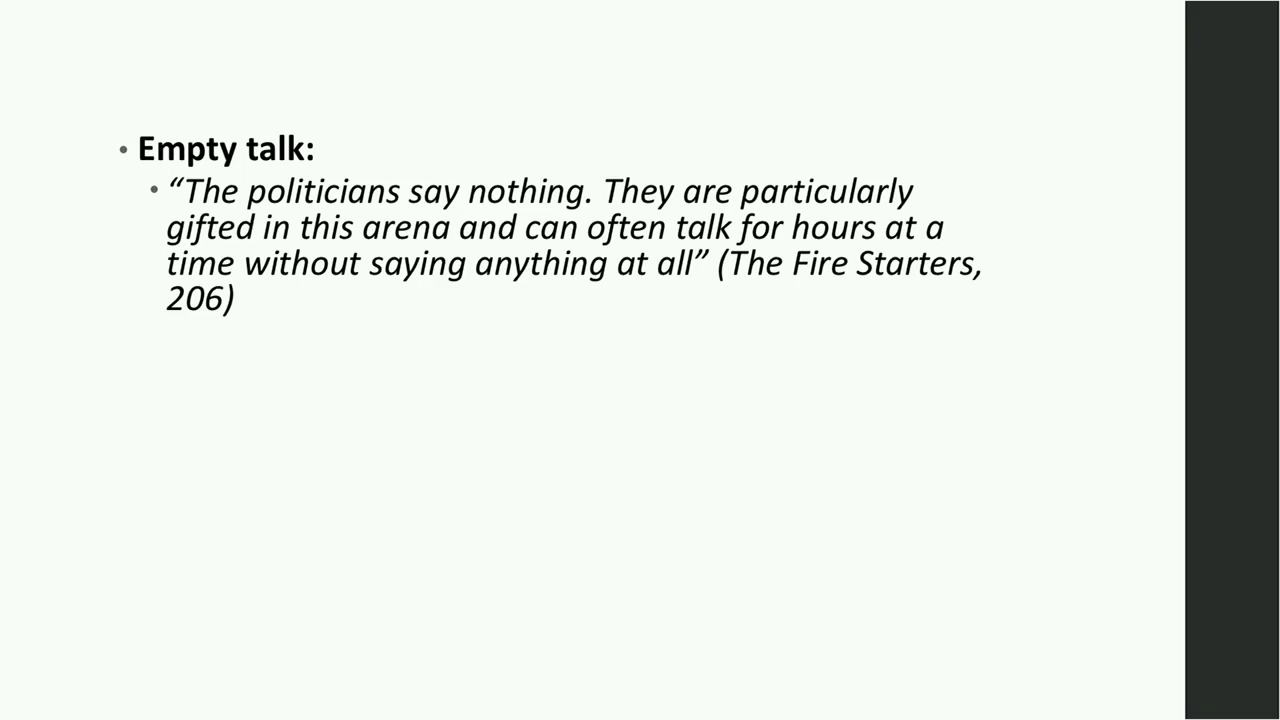 • Empty talk:
• “The politicians say nothing. They are particularly
gifted in this arena and can often talk for hours at a
time without saying anything at all” (The Fire Starters,
206)